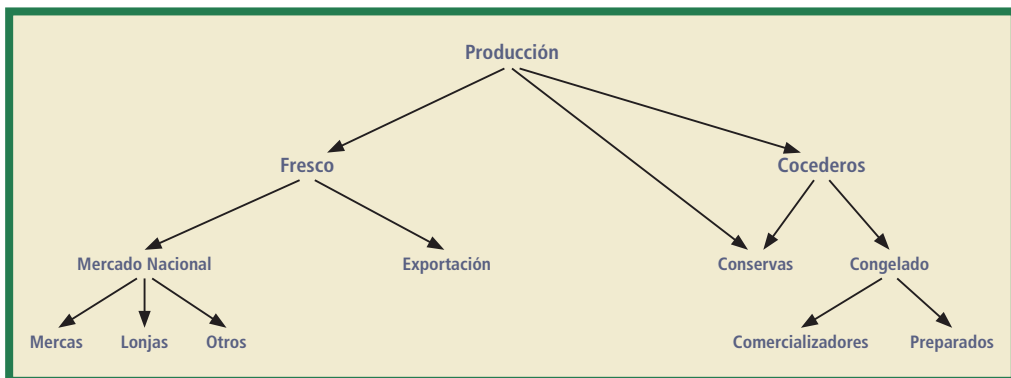 Producción
Fresco
Cocederos
Mercado Nacional
Exportación
Conservas
Congelado
Mercas
Lonjas
Otros
Comercializadores
Preparados